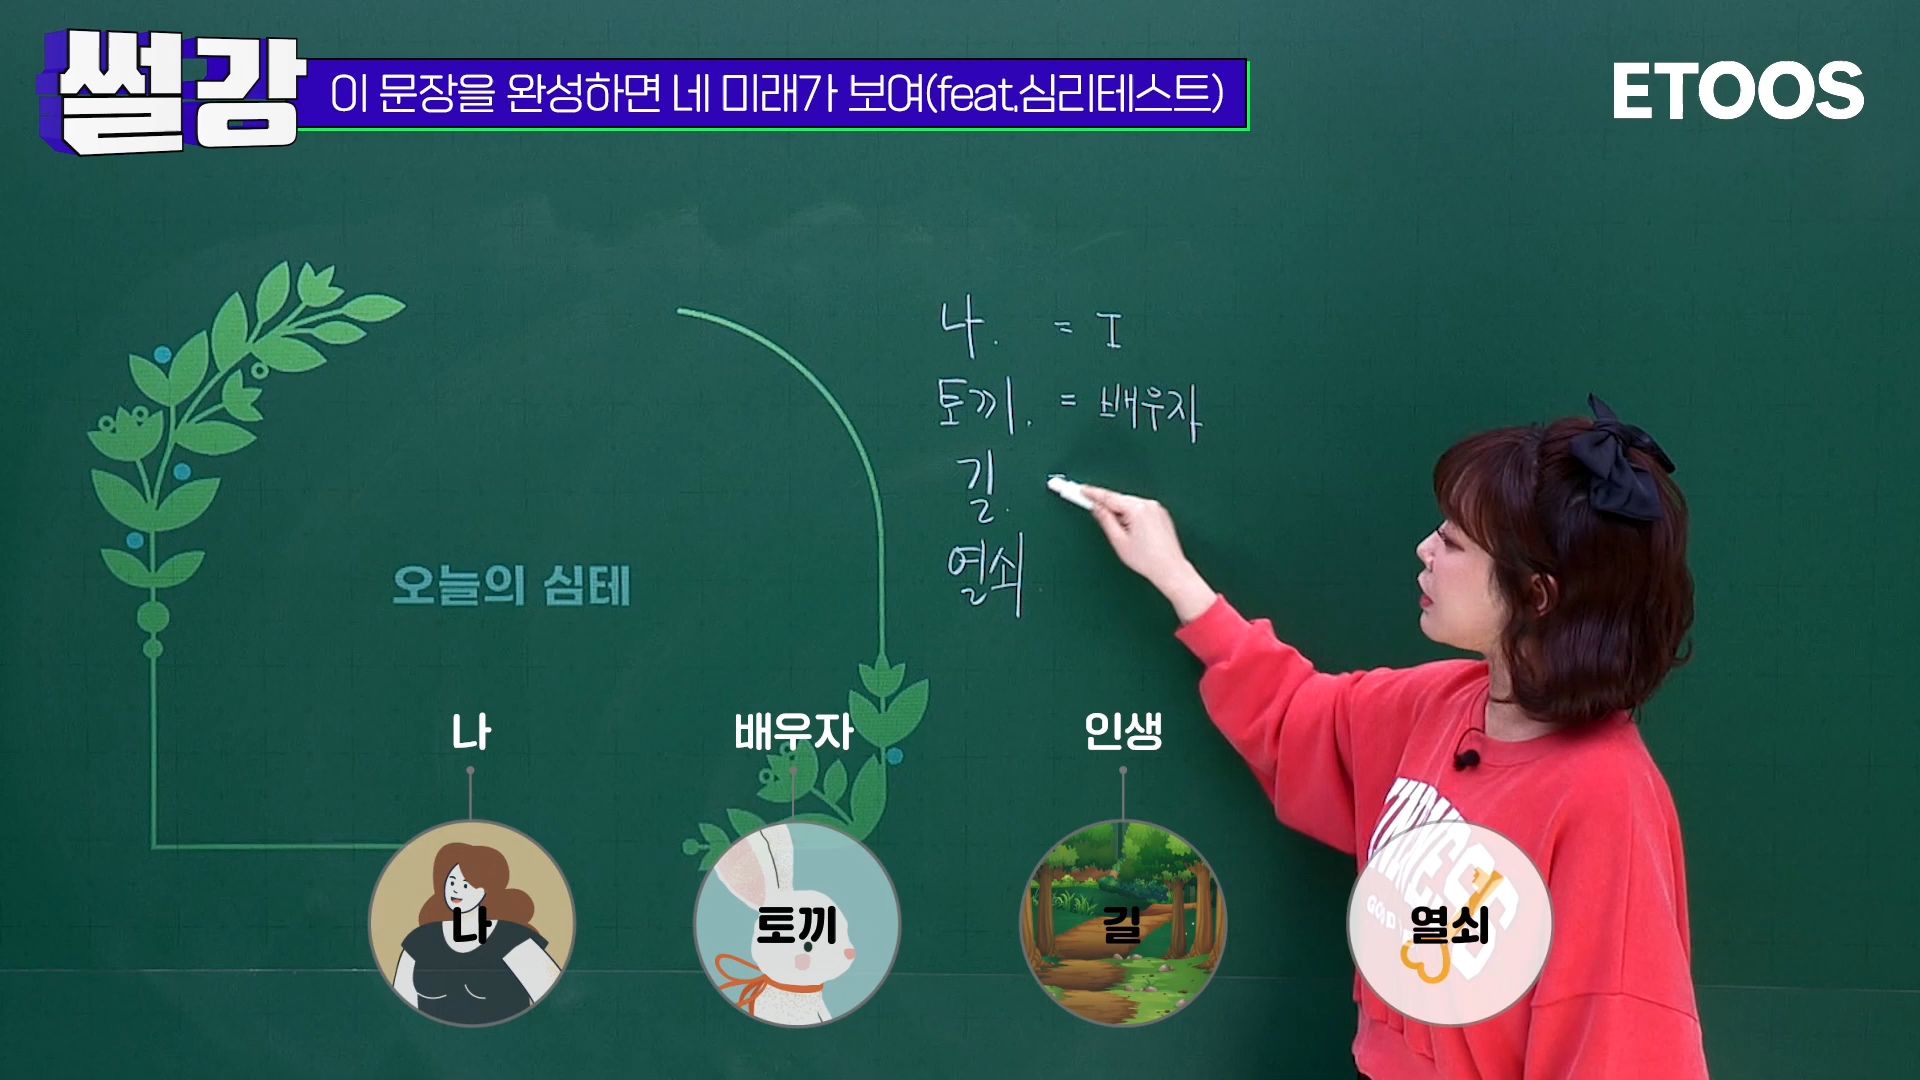 썰강
이 문장을 완성하면 네 미래가 보여(feat.심리테스트)
ETOOS
나. = I
토끼. = 배우자
길. -
열쇠.
오늘의 심테
나
배우자
인생
나
토끼
길
열쇠